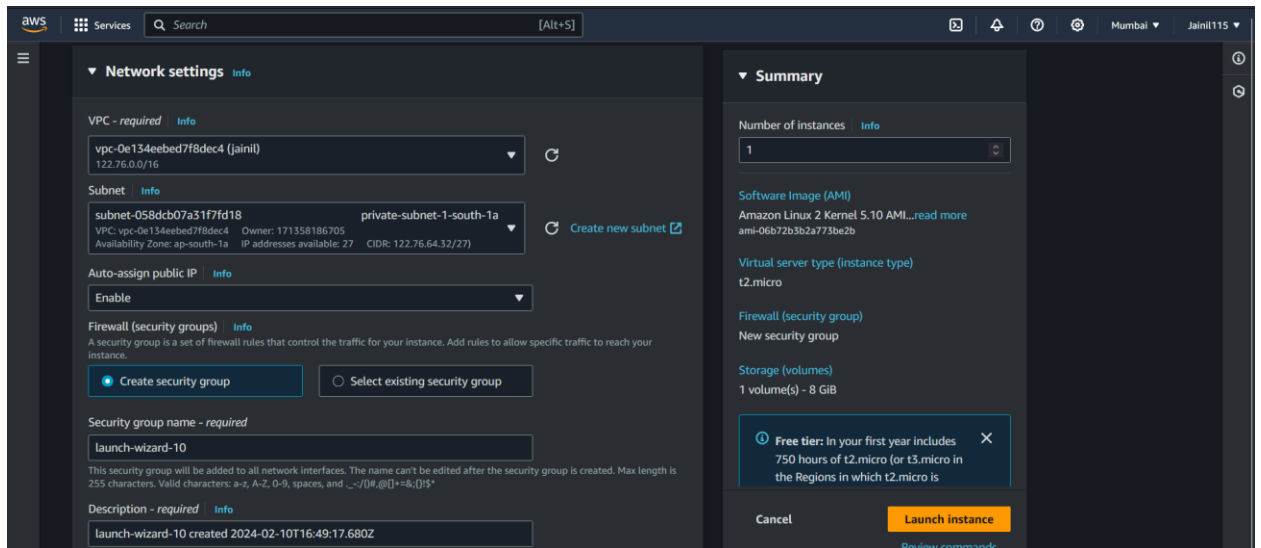 aws Services Search [Alt+S] Mumbai Jainil115
Network settings Info
VPC - required Info
vpc-0e134eebed7f8dec4 (jainil)
122.76.0.0/16
Subnet Info
subnet-058dcb07a31f7fd18 private-subnet-1-south-1a
VPC: vpc-0e134eebed7f8dec4 Owner: 171358186705
Availability Zone: ap-south-1a IP addresses available: 27 CIDR: 122.76.64.32/27)
Create new subnet
Auto-assign public IP Info
Enable
Firewall (security groups) Info
A security group is a set of firewall rules that control the traffic for your instance. Add rules to allow specific traffic to reach your
instance.
Create security group Select existing security group
Security group name - required
launch-wizard-10
This security group will be added to all network interfaces. The name can't be edited after the security group is created. Max length is
255 characters. Valid characters: a-z, A-Z, 0-9, spaces, and ._-:/()#,@[]+=&;{}!$*
Description - required Info
launch-wizard-10 created 2024-02-10T16:49:17.680Z
Summary
Number of instances Info
1
Software Image (AMI)
Amazon Linux 2 Kernel 5.10 AMI...read more
ami-06b72b3b2a773be2b
Virtual server type (instance type)
t2.micro
Firewall (security group)
New security group
Storage (volumes)
1 volume(s) - 8 GiB
Free tier: In your first year includes
750 hours of t2.micro (or t3.micro in
the Regions in which t2.micro is
Cancel Launch instance
Review commands